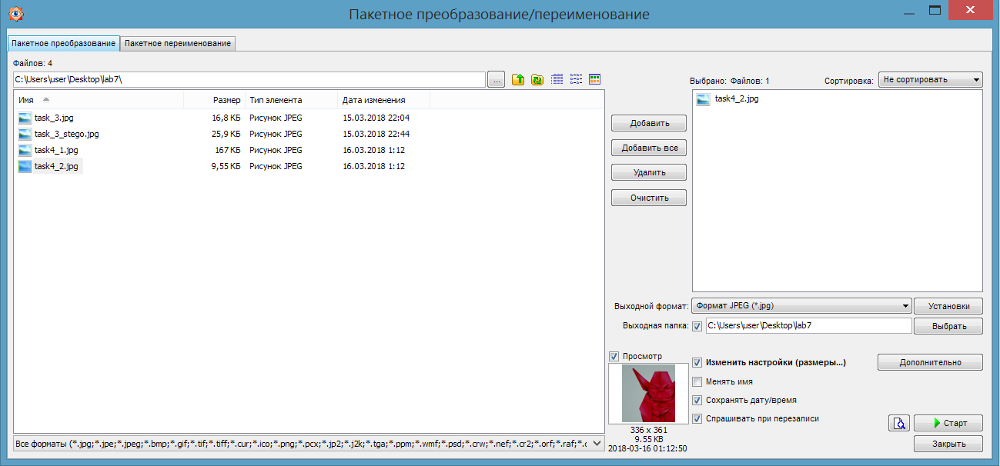 Пакетное преобразование/переименование
Пакетное преобразование Пакетное переименование
Файлов: 4
C:\Users\user\Desktop\lab7\ ...
Имя Размер Тип элемента Дата изменения
task_3.jpg 16,8 КБ Рисунок JPEG 15.03.2018 22:04
task_3_stego.jpg 25,9 КБ Рисунок JPEG 15.03.2018 22:44
task4_1.jpg 167 КБ Рисунок JPEG 16.03.2018 1:12
task4_2.jpg 9,55 КБ Рисунок JPEG 16.03.2018 1:12
Все форматы (*.jpg;*.jpe;*.jpeg;*.bmp;*.gif;*.tif;*.tiff;*.cur;*.ico;*.png;*.pcx;*.jp2;*.j2k;*.tga;*.ppm;*.wmf;*.psd;*.crw;*.nef;*.cr2;*.orf;*.raf;*.c
Добавить
Добавить все
Удалить
Очистить
Выбрано: Файлов: 1 Сортировка: Не сортировать
task4_2.jpg
Выходной формат: Формат JPEG (*.jpg) Установки
Выходная папка: C:\Users\user\Desktop\lab7 Выбрать
Просмотр
336 x 361
9.55 KB
2018-03-16 01:12:50
Изменить настройки (размеры...) Дополнительно
Менять имя
Сохранять дату/время
Спрашивать при перезаписи
Старт
Закрыть